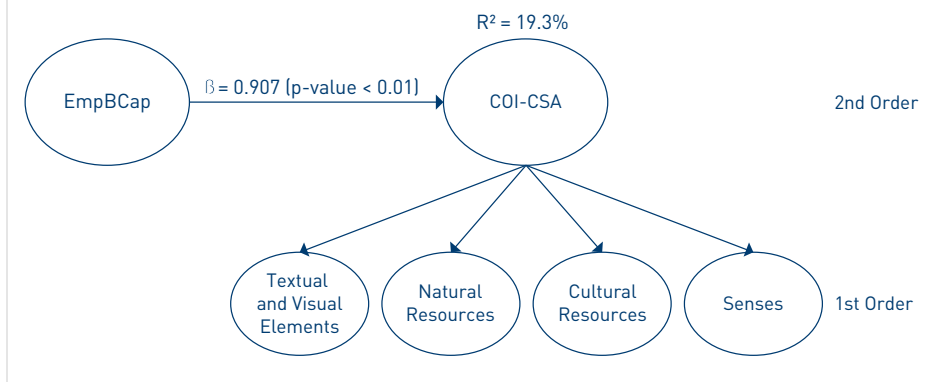 R² = 19.3%
EmpBCap
ß = 0.907 (p-value < 0.01)
COI-CSA
2nd Order
Textual
and Visual
Elements
Natural
Resources
Cultural
Resources
Senses
1st Order